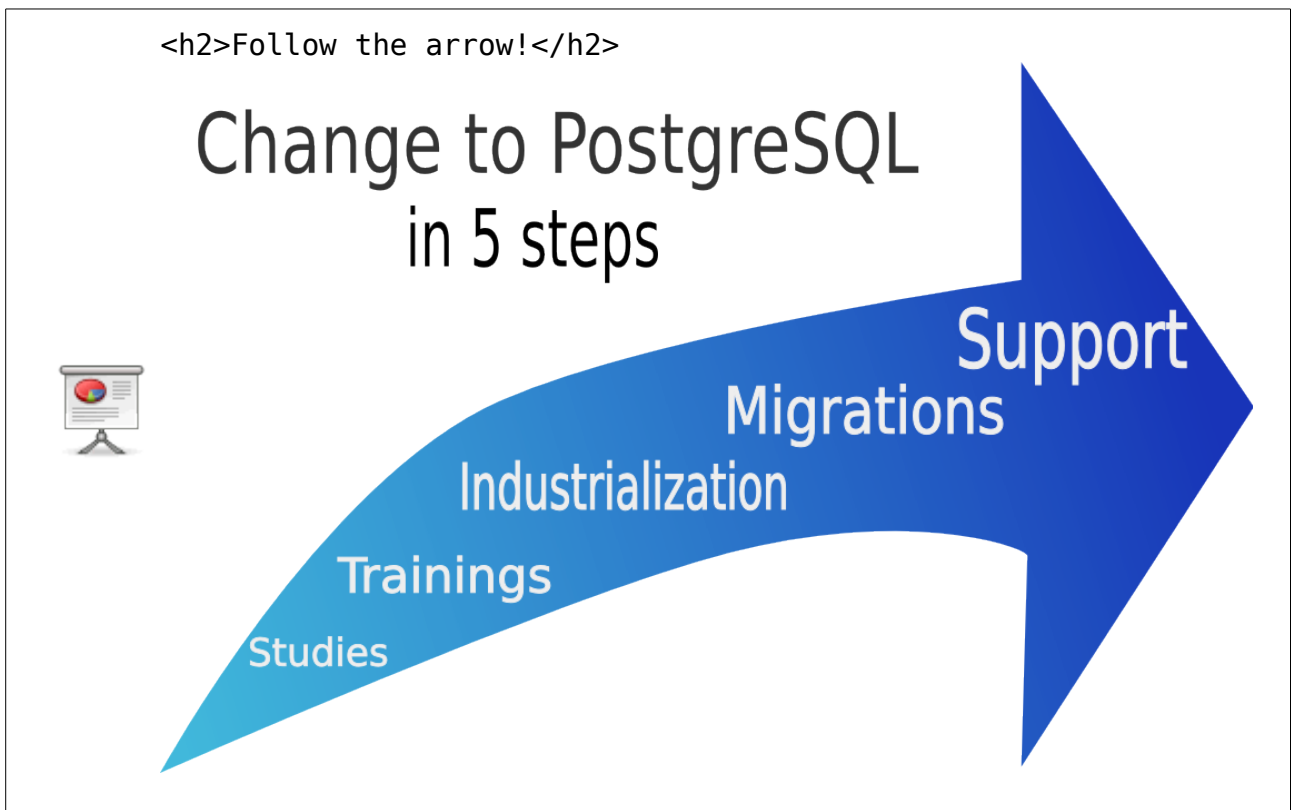 <h2>Follow the arrow!</h2>
Change to PostgreSQL
in 5 steps
Support
Migrations
Industrialization
Trainings
Studies